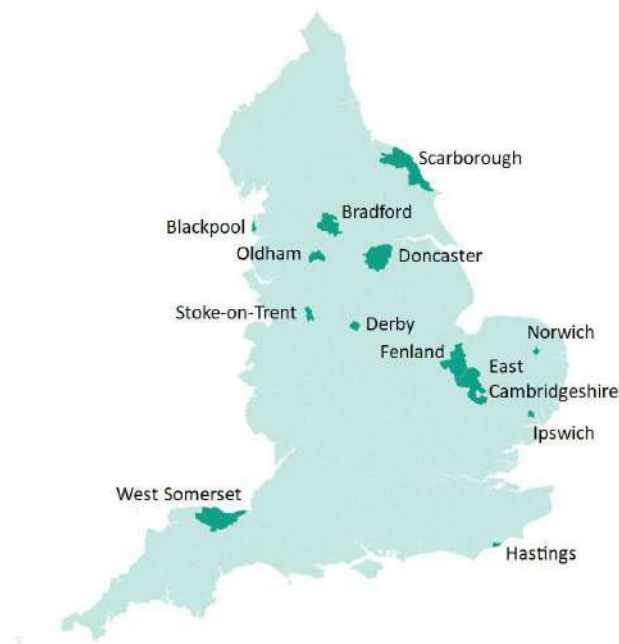 Scarborough
Bradford
Blackpool
Oldham
Doncaster
Stoke-on-Trent
Derby
Norwich
Fenland
East
Cambridgeshire
Ipswich
West Somerset
Hastings